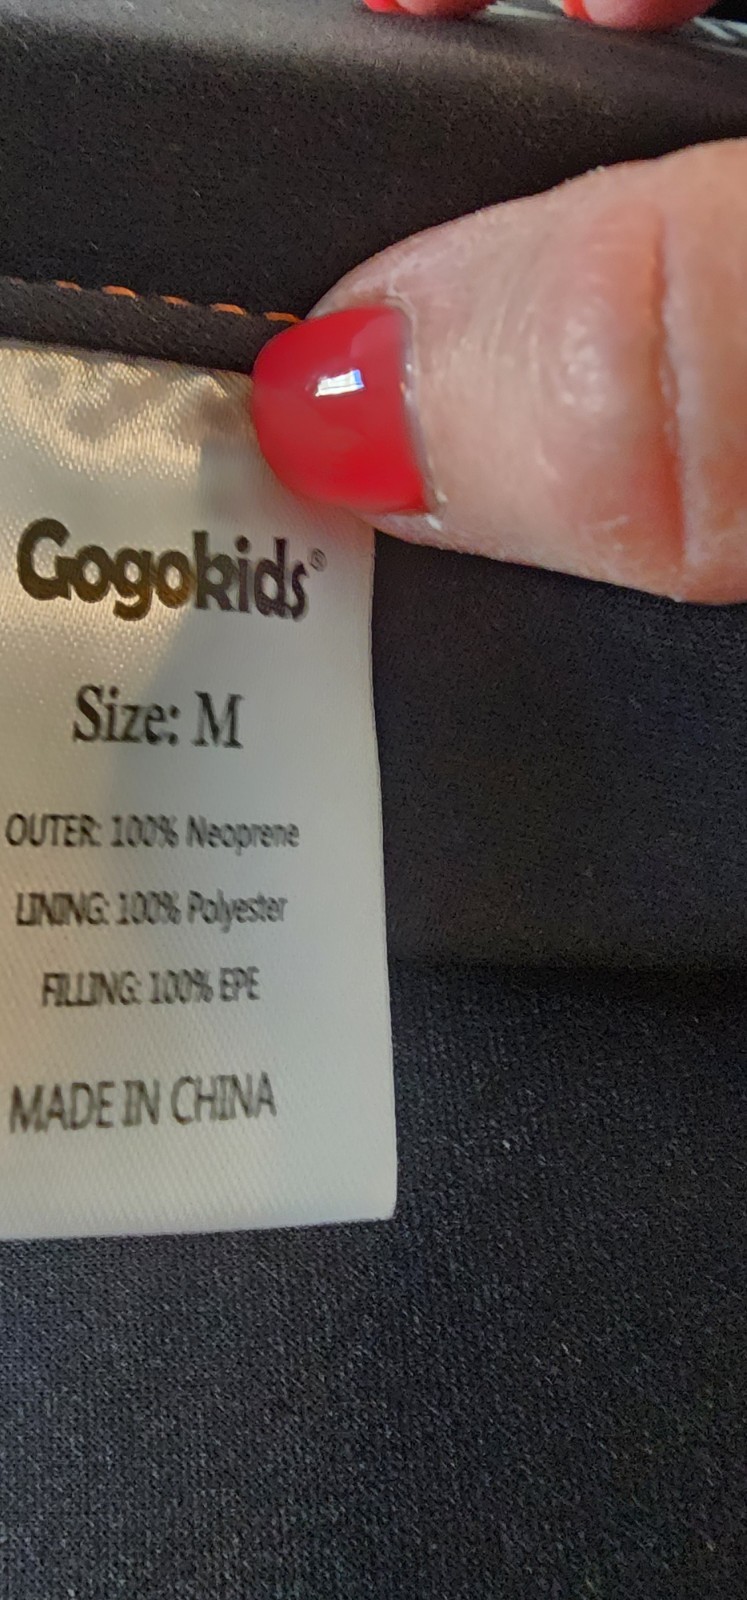 Gogokids®
Size: M
OUTER: 100% Neoprene
LINING: 100% Polyester
FILLING: 100% EPE
MADE IN CHINA